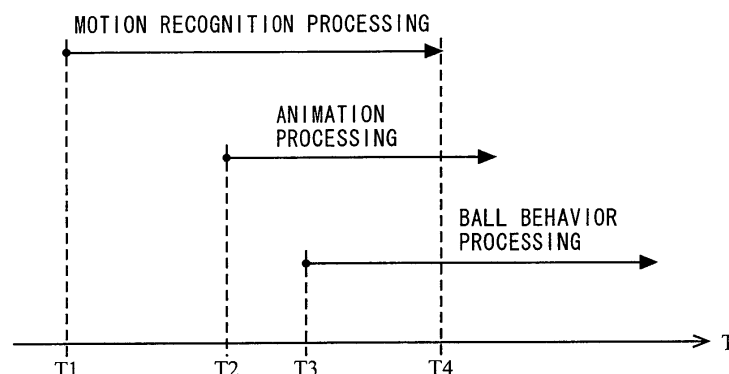 MOTION RECOGNITION PROCESSING
ANIMATION
PROCESSING
BALL BEHAVIOR
PROCESSING
T
T1 T2 T3 T4